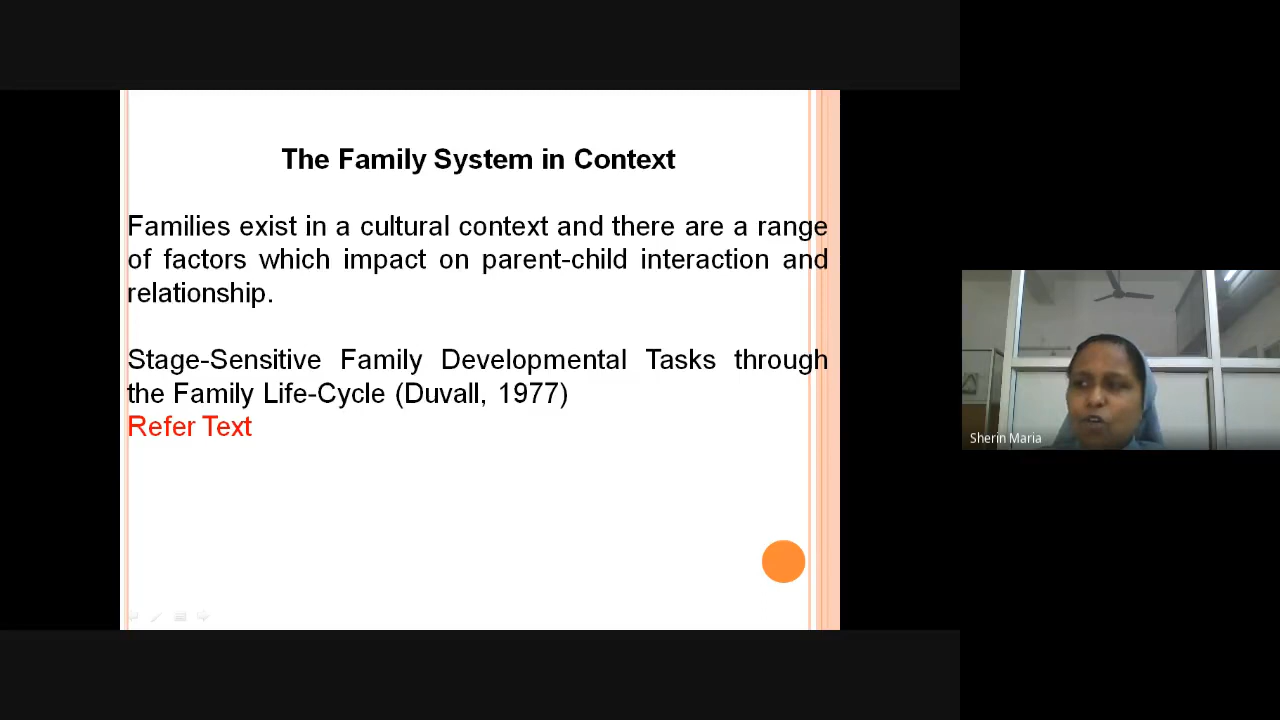 The Family System in Context
Families exist in a cultural context and there are a range
of factors which impact on parent-child interaction and
relationship.
Stage-Sensitive Family Developmental Tasks through
the Family Life-Cycle (Duvall, 1977)
Refer Text
Sherin Maria